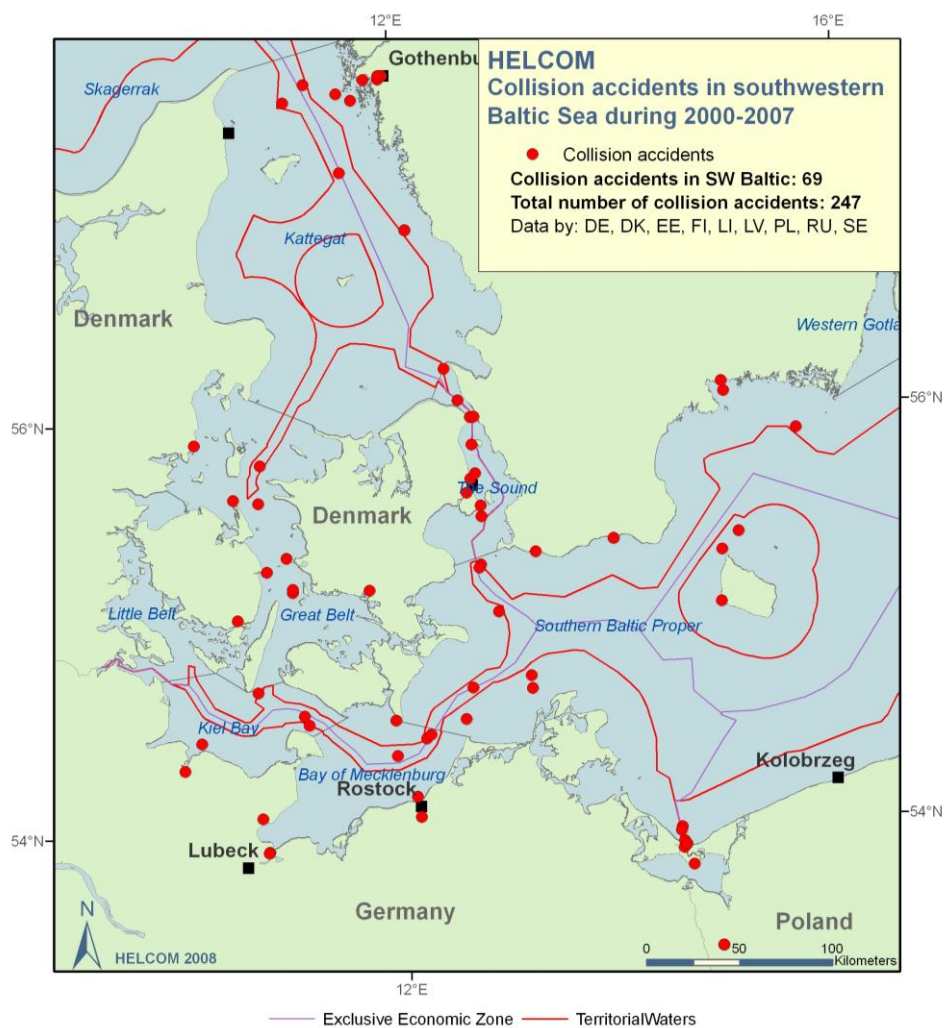 12°E
16°E
Gothenbu
HELCOM
Collision accidents in southwestern
Baltic Sea during 2000-2007
Collision accidents
Collision accidents in SW Baltic: 69
Total number of collision accidents: 247
Data by: DE, DK, EE, FI, LI, LV, PL, RU, SE
Skagerrak
Kattegat
Denmark
Western Gotla
56°N
56°N
The Sound
Denmark
Little Belt
Great Belt
Southern Baltic Proper
Kiel Bay
Bay of Mecklenburg
Kolobrzeg
Rostock
54°N
54°N
Lubeck
Germany
Poland
N
HELCOM 2008
0 50 100
Kilometers
12°E
Exclusive Economic Zone
TerritorialWaters